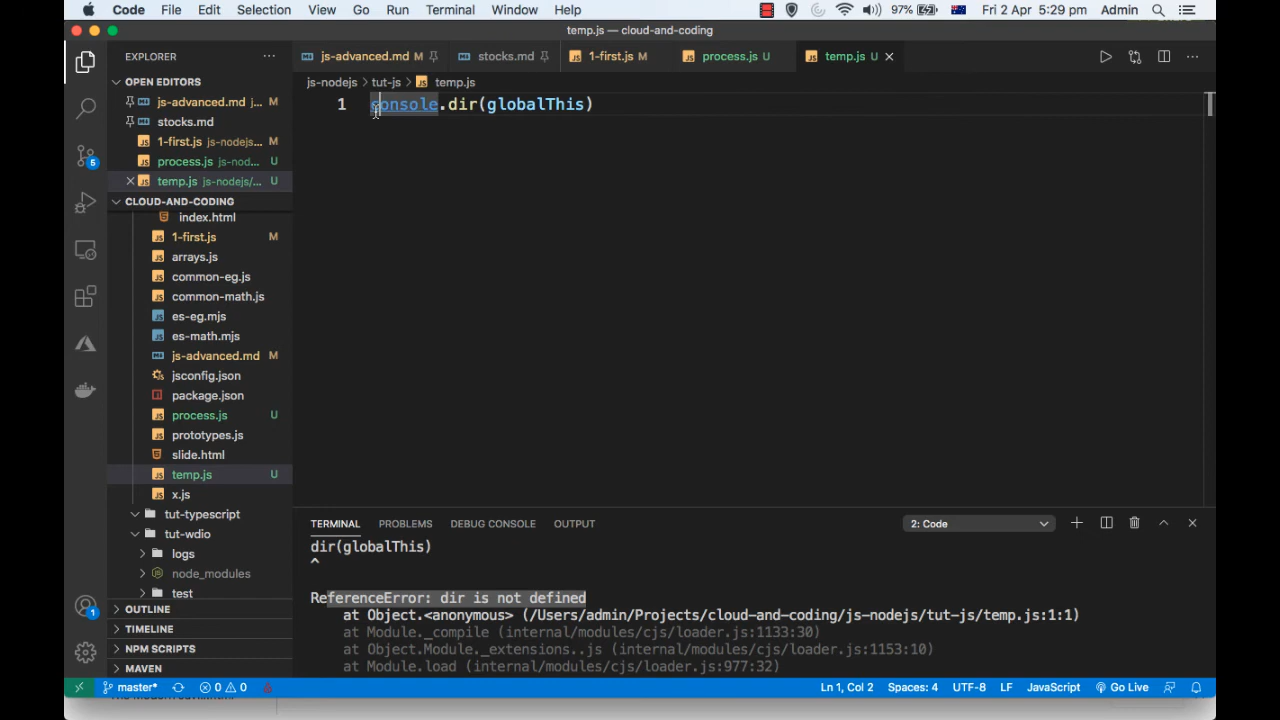 Code File Edit Selection View Go Run Terminal Window Help 97% Fri 2 Apr 5:29 pm Admin
temp.js — cloud-and-coding
EXPLORER
js-advanced.md M stocks.md 1-first.js M process.js U temp.js U
OPEN EDITORS
js-nodejs > tut-js > temp.js
js-advanced.md ... M
stocks.md
1-first.js js-nodejs... M
process.js js-nod... U
temp.js js-nodejs/... U
1 console.dir(globalThis)
CLOUD-AND-CODING
index.html
1-first.js M
arrays.js
common-eg.js
common-math.js
es-eg.mjs
es-math.mjs
js-advanced.md M
jsconfig.json
package.json
process.js U
prototypes.js
slide.html
temp.js U
x.js
tut-typescript
tut-wdio
logs
node_modules
test
OUTLINE
TIMELINE
NPM SCRIPTS
MAVEN
TERMINAL PROBLEMS DEBUG CONSOLE OUTPUT 2: Code
dir(globalThis)
^
ReferenceError: dir is not defined
at Object.<anonymous> (/Users/admin/Projects/cloud-and-coding/js-nodejs/tut-js/temp.js:1:1)
at Module._compile (internal/modules/cjs/loader.js:1133:30)
at Object.Module._extensions..js (internal/modules/cjs/loader.js:1153:10)
at Module.load (internal/modules/cjs/loader.js:977:32)
5
1
master* 0 0 Ln 1, Col 2 Spaces: 4 UTF-8 LF JavaScript Go Live